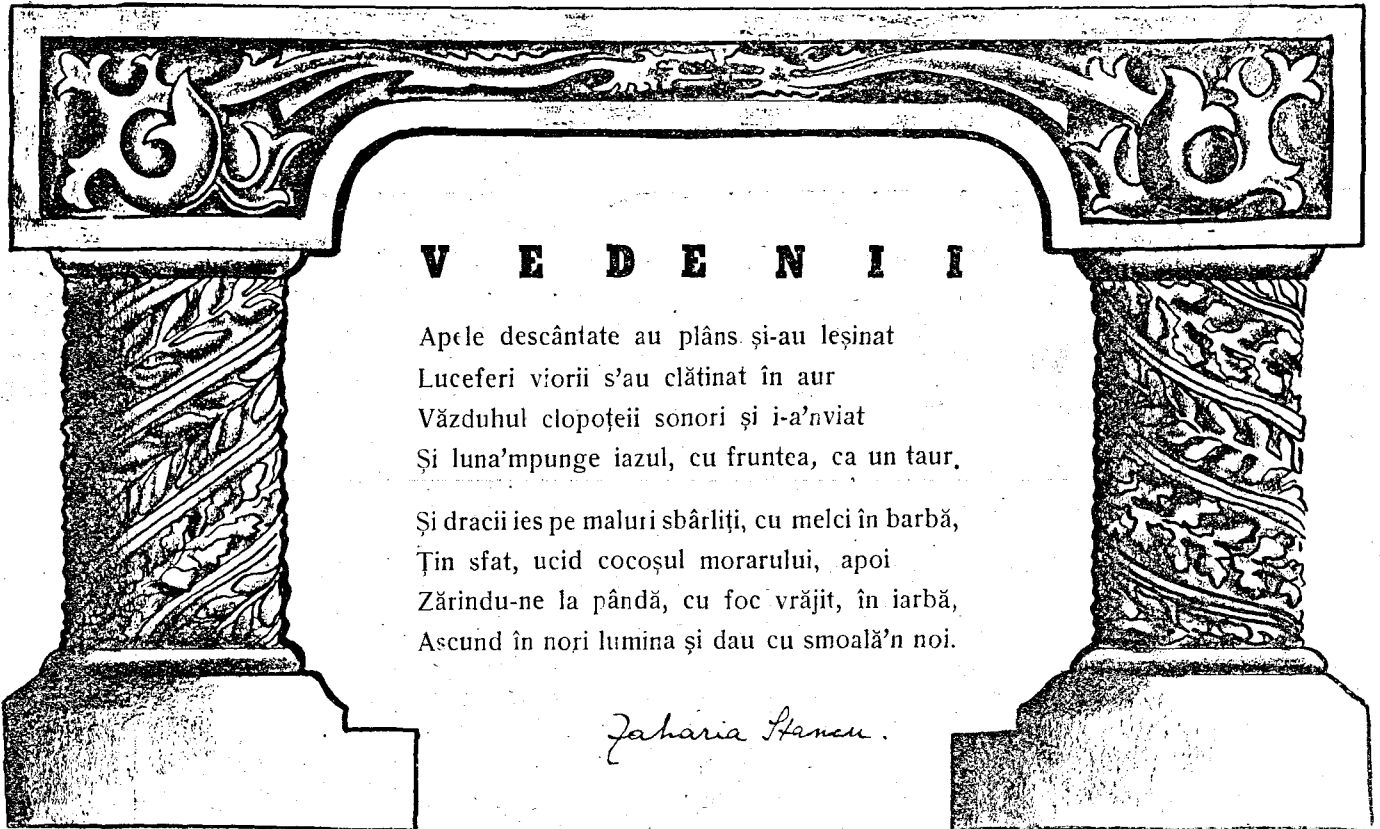 VEDENII
Apele descântate au plâns și-au leșinat
Luceferi viorii s'au clătinat în aur
Văzduhul clopoței sonori și i-a'nviat
Și luna'mpunge iazul, cu fruntea, ca un taur.
Și dracii ies pe maluri sbârliți, cu melci în barbă,
Țin sfat, ucid cocoșul morarului, apoi
Zărindu-ne la pândă, cu foc vrăjit, în iarbă,
Ascund în nori lumina și dau cu smoală'n noi.
Zaharia Stancu.